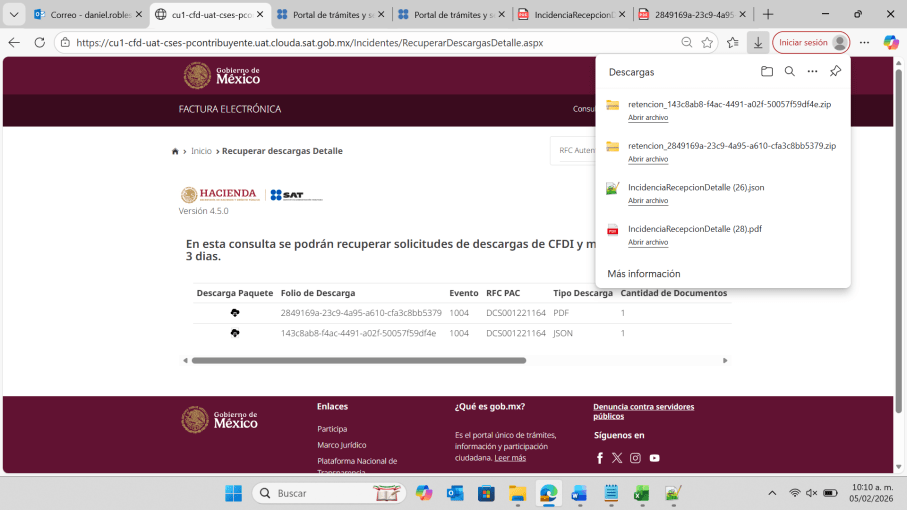 Correo - daniel.robles
cu1-cfd-uat-cses-pco
Portal de trámites y se
Portal de trámites y se
IncidenciaRecepcionD
2849169a-23c9-4a95
https://cu1-cfd-uat-cses-pcontribuyente.uat.clouda.sat.gob.mx/Incidentes/RecuperarDescargasDetalle.aspx
Iniciar sesión
Gobierno de
México
FACTURA ELECTRÓNICA
Consul
Inicio
Recuperar descargas Detalle
RFC Auten
HACIENDA
SAT
Versión 4.5.0
En esta consulta se podrán recuperar solicitudes de descargas de CFDI y m
3 dias.
Descarga Paquete Folio de Descarga Evento RFC PAC Tipo Descarga Cantidad de Documentos
2849169a-23c9-4a95-a610-cfa3c8bb5379 1004 DCS001221164 PDF 1
143c8ab8-f4ac-4491-a02f-50057f59df4e 1004 DCS001221164 JSON 1
Descargas
retencion_143c8ab8-f4ac-4491-a02f-50057f59df4e.zip
Abrir archivo
retencion_2849169a-23c9-4a95-a610-cfa3c8bb5379.zip
Abrir archivo
IncidenciaRecepcionDetalle (26).json
Abrir archivo
IncidenciaRecepcionDetalle (28).pdf
Abrir archivo
Más información
Gobierno de
México
Enlaces
Participa
Marco Jurídico
Plataforma Nacional de
Transparencia
¿Qué es gob.mx?
Es el portal único de trámites,
información y participación
ciudadana. Leer más
Denuncia contra servidores
públicos
Síguenos en
Buscar
10:10 a. m.
05/02/2026